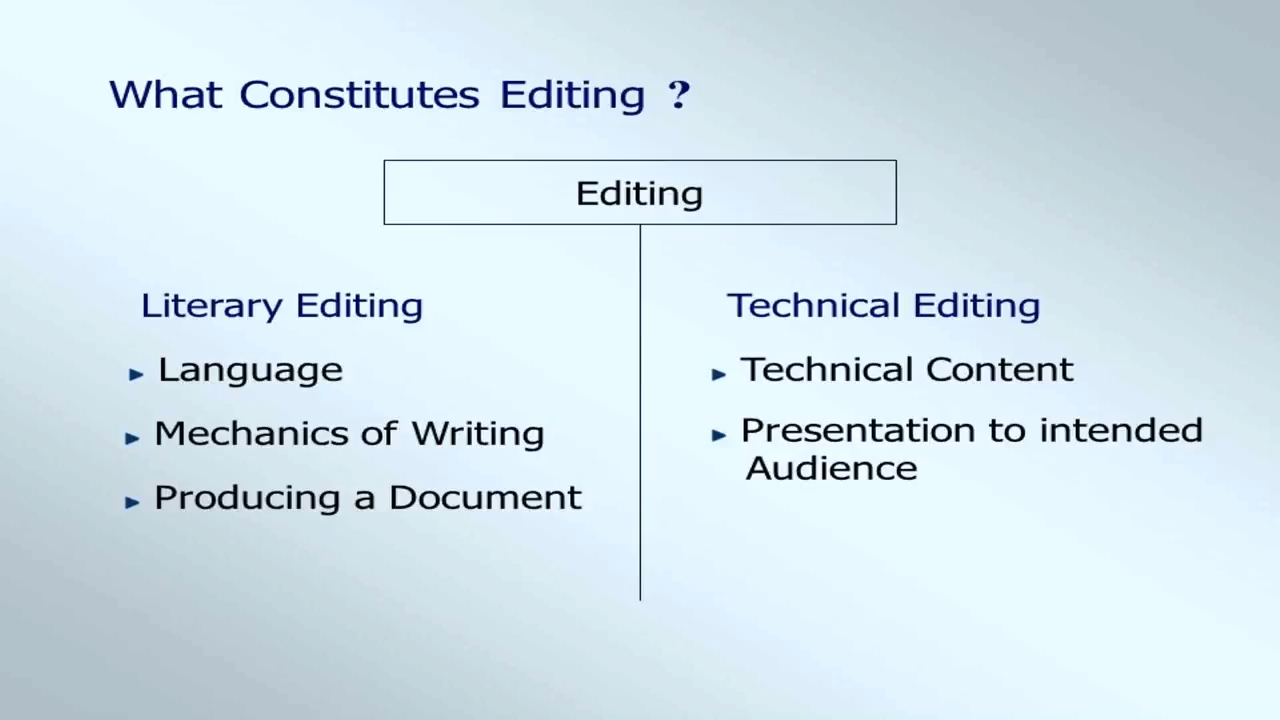 What Constitutes Editing ?
Editing
Literary Editing
Language
Mechanics of Writing
Producing a Document
Technical Editing
Technical Content
Presentation to intended
Audience